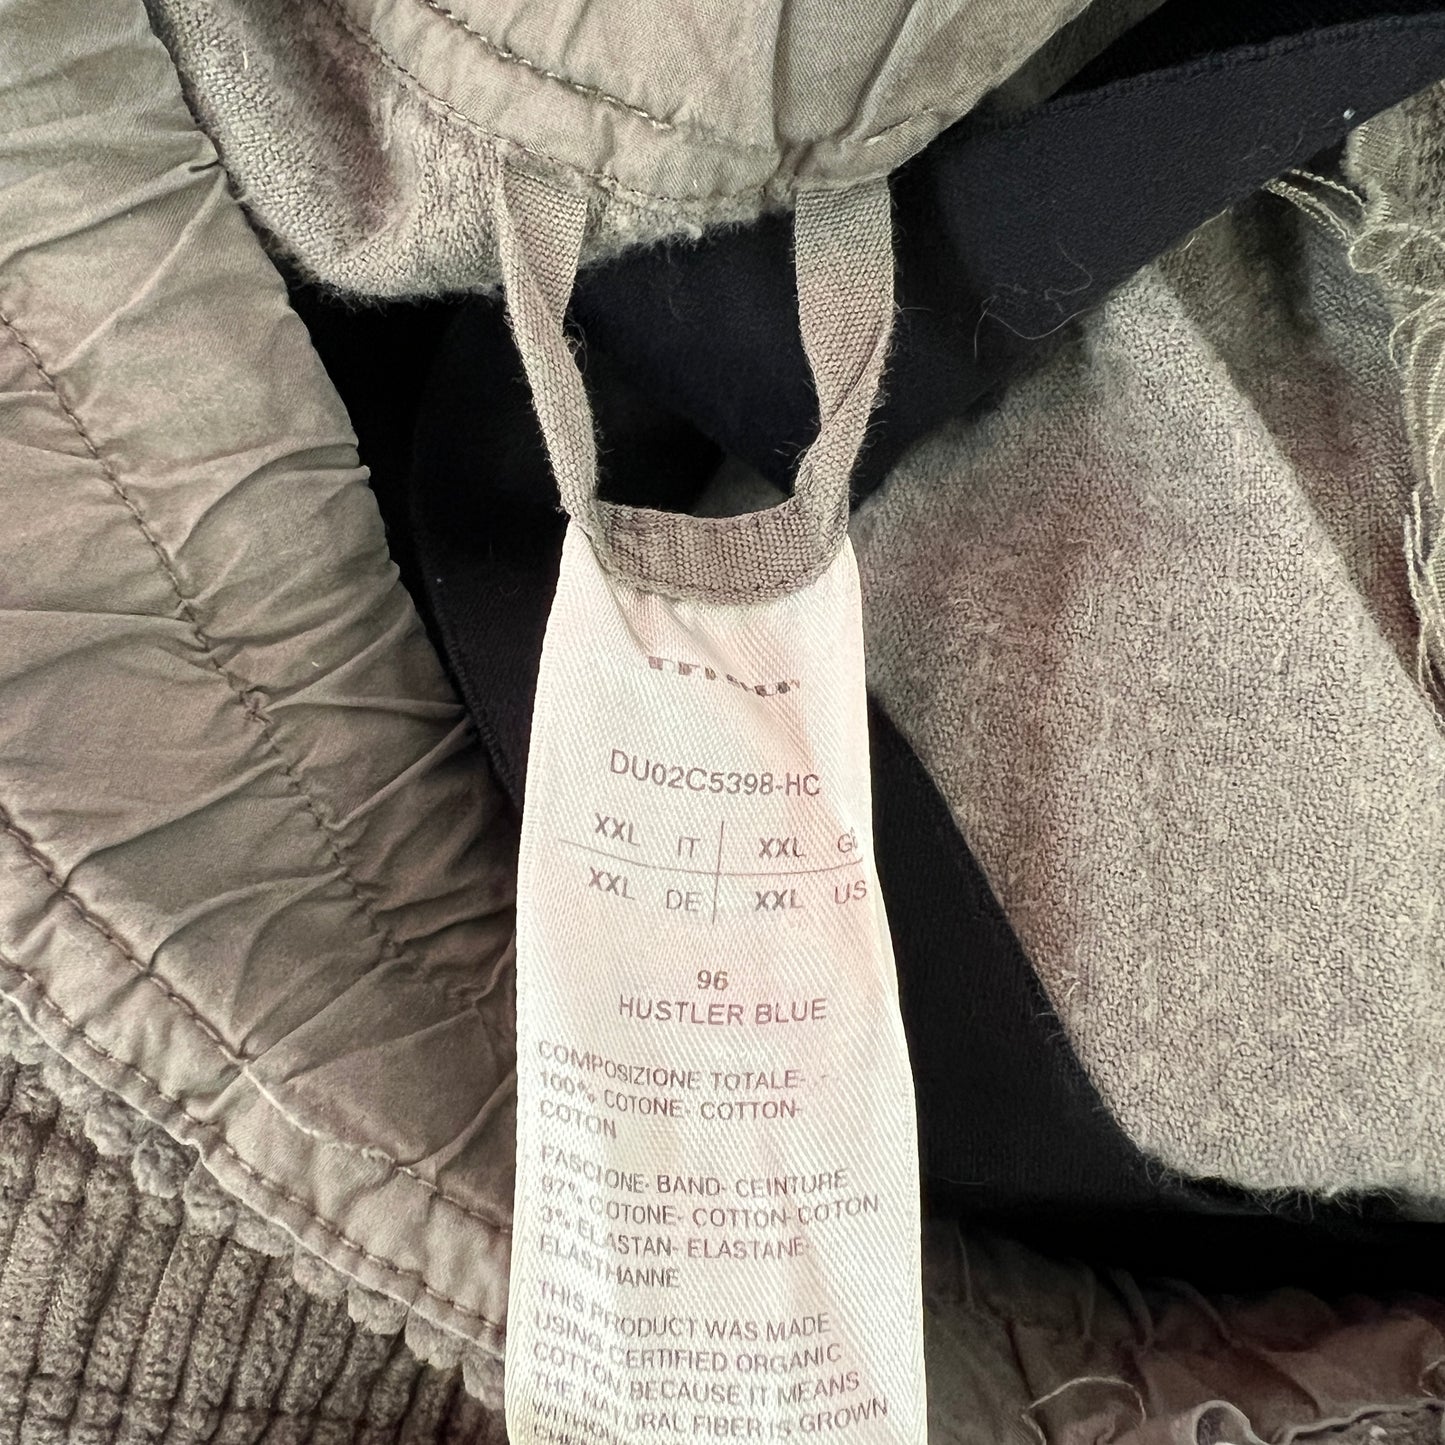 DU02C5398-HC
XXL IT XXL GB
XXL DE XXL US
96
HUSTLER BLUE
COMPOSIZIONE TOTALE- -
100% COTONE- COTTON-
COTON
FASCIONE- BAND- CEINTURE
97% COTONE- COTTON- COTON
3% ELASTAN- ELASTANE-
ELASTHANNE
THIS PRODUCT WAS MADE
USING CERTIFIED ORGANIC
COTTON BECAUSE IT MEANS
THE NATURAL FIBER IS GROWN